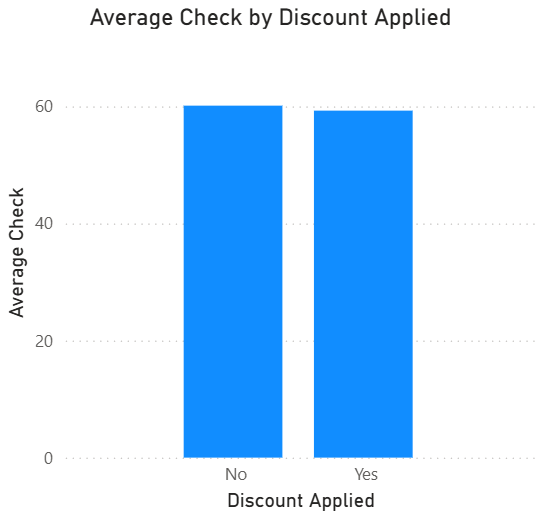 Average Check by Discount Applied
60
40
20
0
Average Check
No Yes
Discount Applied